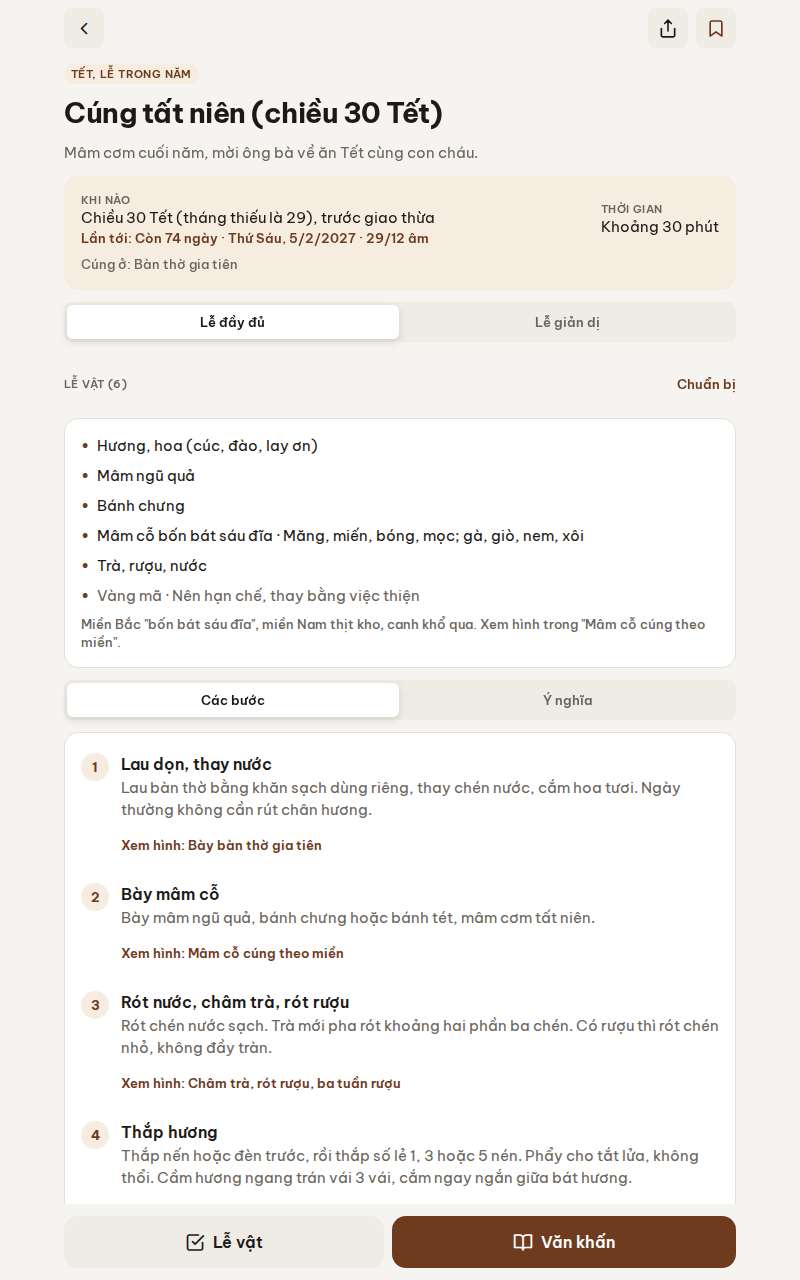 TẾT, LỄ TRONG NĂM
Cúng tất niên (chiều 30 Tết)
Mâm cơm cuối năm, mời ông bà về ăn Tết cùng con cháu.
KHI NÀO
Chiều 30 Tết (tháng thiếu là 29), trước giao thừa
Lần tới: Còn 74 ngày · Thứ Sáu, 5/2/2027 · 29/12 âm
Cúng ở: Bàn thờ gia tiên
THỜI GIAN
Khoảng 30 phút
Lễ đầy đủ
Lễ giản dị
LỄ VẬT (6)
Chuẩn bị
• Hương, hoa (cúc, đào, lay ơn)
• Mâm ngũ quả
• Bánh chưng
• Mâm cỗ bốn bát sáu đĩa · Măng, miến, bóng, mọc; gà, giò, nem, xôi
• Trà, rượu, nước
• Vàng mã · Nên hạn chế, thay bằng việc thiện
Miền Bắc "bốn bát sáu đĩa", miền Nam thịt kho, canh khổ qua. Xem hình trong "Mâm cỗ cúng theo
miền".
Các bước
Ý nghĩa
1
Lau dọn, thay nước
Lau bàn thờ bằng khăn sạch dùng riêng, thay chén nước, cắm hoa tươi. Ngày
thường không cần rút chân hương.
Xem hình: Bày bàn thờ gia tiên
2
Bày mâm cỗ
Bày mâm ngũ quả, bánh chưng hoặc bánh tét, mâm cơm tất niên.
Xem hình: Mâm cỗ cúng theo miền
3
Rót nước, châm trà, rót rượu
Rót chén nước sạch. Trà mới pha rót khoảng hai phần ba chén. Có rượu thì rót chén
nhỏ, không đầy tràn.
Xem hình: Châm trà, rót rượu, ba tuần rượu
4
Thắp hương
Thắp nến hoặc đèn trước, rồi thắp số lẻ 1, 3 hoặc 5 nén. Phẩy cho tắt lửa, không
thổi. Cầm hương ngang trán vái 3 vái, cắm ngay ngắn giữa bát hương.
Lễ vật
Văn khấn